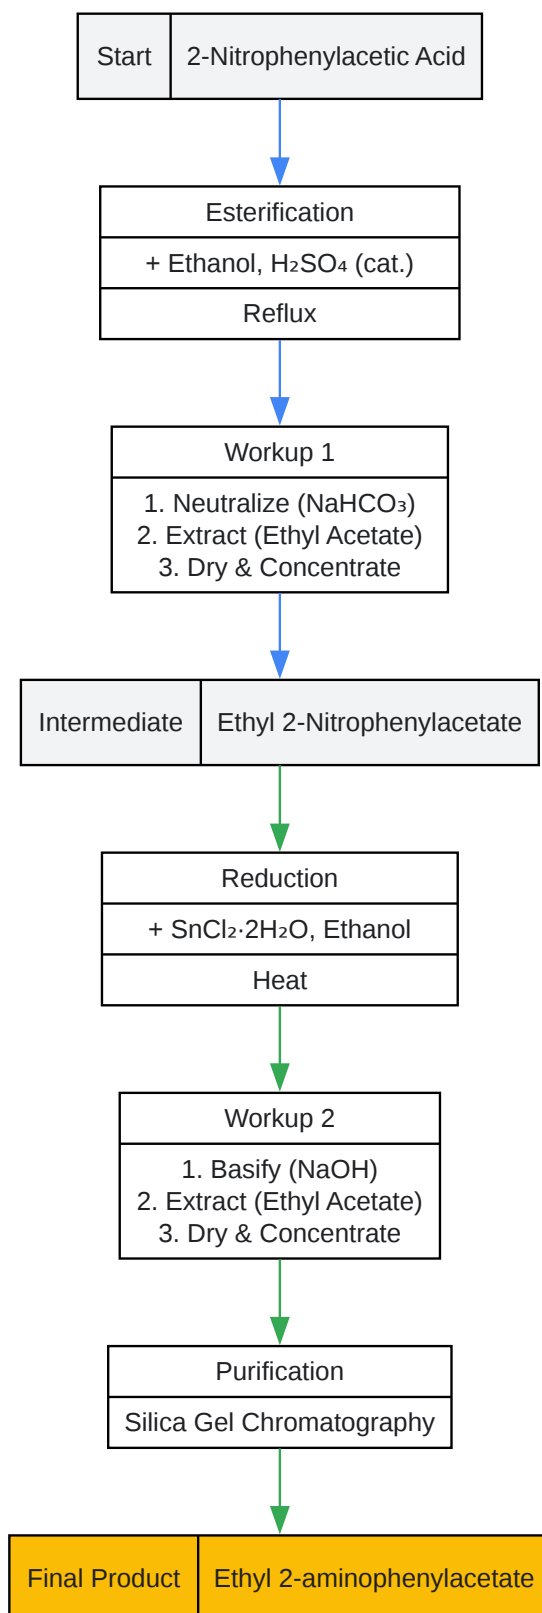 Start
2-Nitrophenylacetic Acid
Esterification
+ Ethanol, H₂SO₄ (cat.)
Reflux
Workup 1
1. Neutralize (NaHCO₃)
2. Extract (Ethyl Acetate)
3. Dry & Concentrate
Intermediate
Ethyl 2-Nitrophenylacetate
Reduction
+ SnCl₂·2H₂O, Ethanol
Heat
Workup 2
1. Basify (NaOH)
2. Extract (Ethyl Acetate)
3. Dry & Concentrate
Purification
Silica Gel Chromatography
Final Product
Ethyl 2-aminophenylacetate